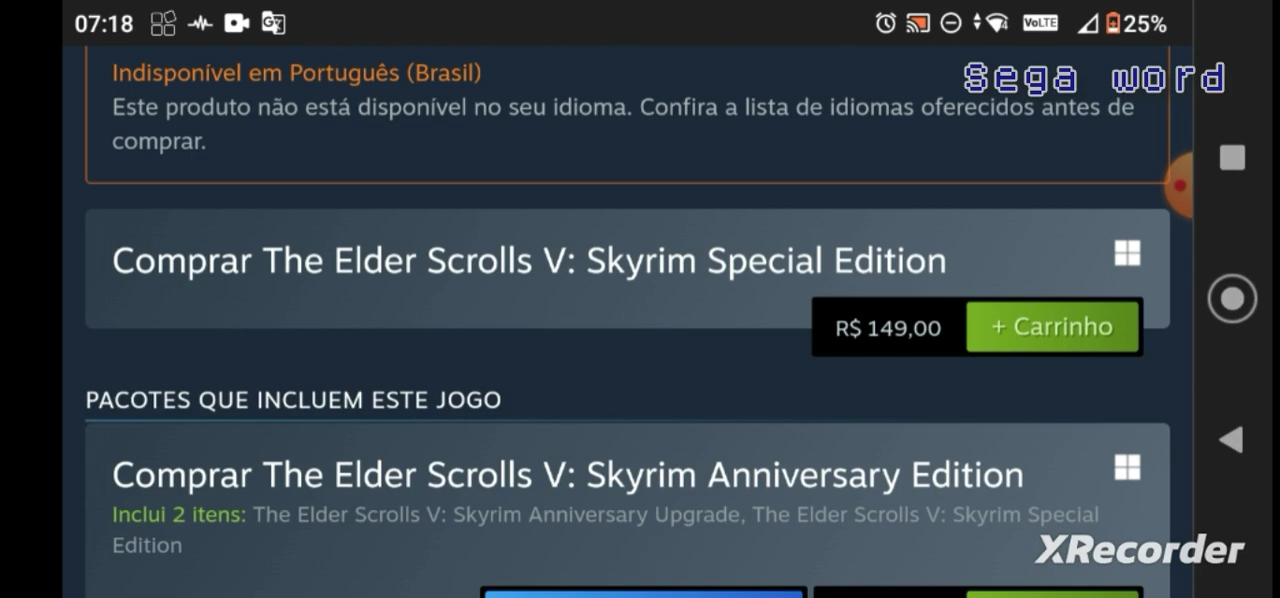 07:18 VoLTE 25%
Indisponível em Português (Brasil)
Sega word
Este produto não está disponível no seu idioma. Confira a lista de idiomas oferecidos antes de
comprar.
Comprar The Elder Scrolls V: Skyrim Special Edition
R$ 149,00 + Carrinho
PACOTES QUE INCLUEM ESTE JOGO
Comprar The Elder Scrolls V: Skyrim Anniversary Edition
Inclui 2 itens: The Elder Scrolls V: Skyrim Anniversary Upgrade, The Elder Scrolls V: Skyrim Special
Edition
XRecorder